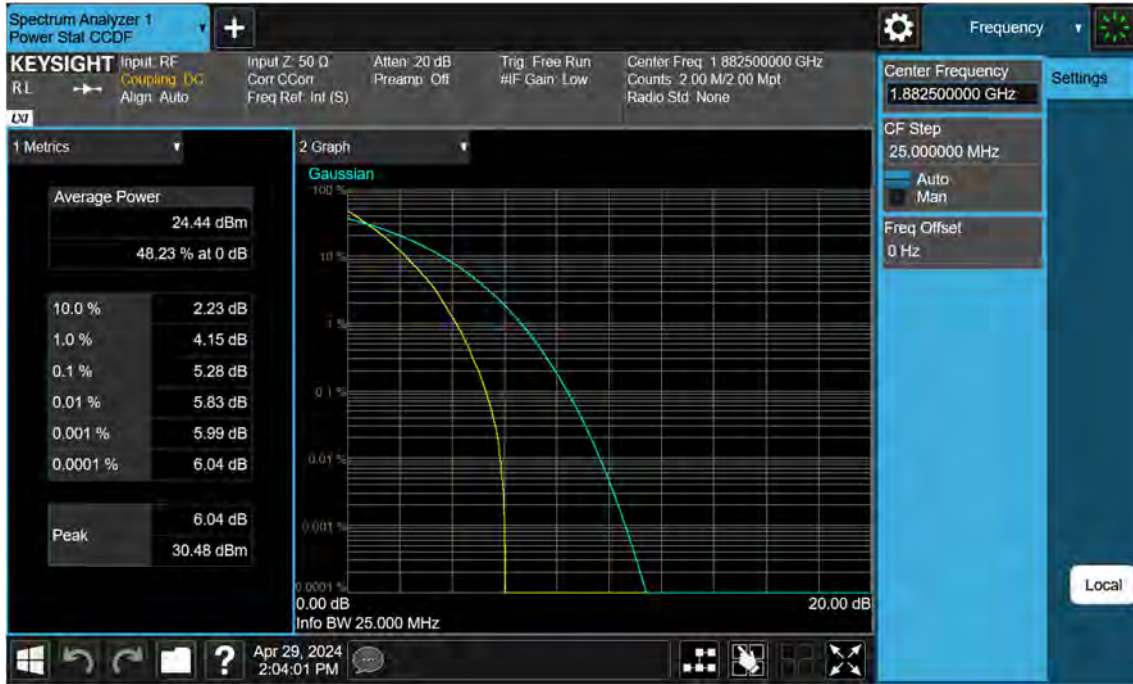 Spectrum Analyzer 1
Power Stat CCDF
+
Frequency
KEYSIGHT
R L
LXI
Input: RF
Coupling: DC
Align: Auto
Input Z: 50 Ω
Corr CCorr
Freq Ref: Int (S)
Atten: 20 dB
Preamp: Off
Trig: Free Run
#IF Gain: Low
Center Freq: 1.882500000 GHz
Counts: 2.00 M/2.00 Mpt
Radio Std: None
Center Frequency
1.882500000 GHz
Settings
CF Step
25.000000 MHz
Auto
Man
Freq Offset
0 Hz
1 Metrics
Average Power
24.44 dBm
48.23 % at 0 dB
10.0 % 2.23 dB
1.0 % 4.15 dB
0.1 % 5.28 dB
0.01 % 5.83 dB
0.001 % 5.99 dB
0.0001 % 6.04 dB
Peak
6.04 dB
30.48 dBm
2 Graph
Gaussian
100 %
10 %
1 %
0.1 %
0.01 %
0.001 %
0.0001 %
0.00 dB
20.00 dB
Info BW 25.000 MHz
Local
?
Apr 29, 2024
2:04:01 PM